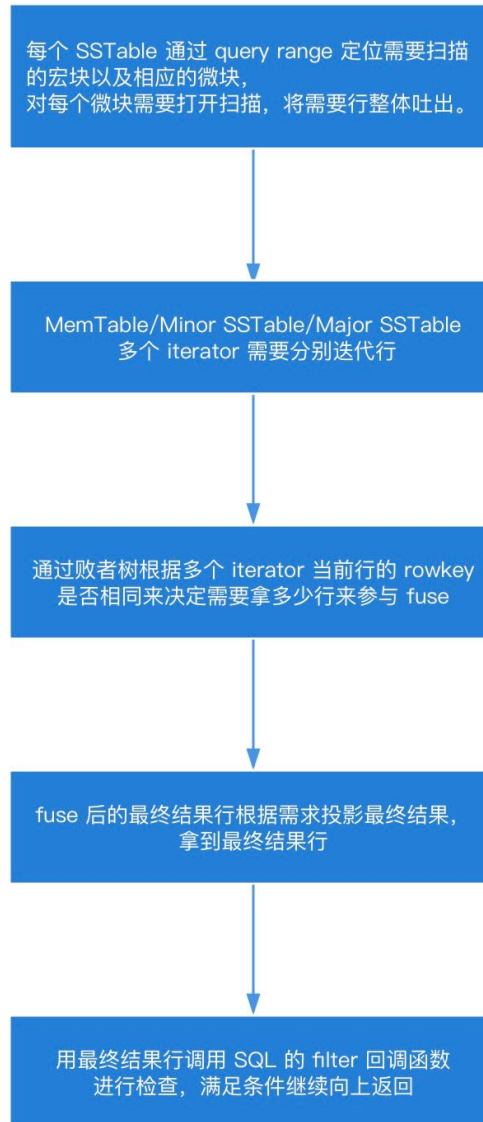 每个 SSTable 通过 query range 定位需要扫描
的宏块以及相应的微块，
对每个微块需要打开扫描，将需要行整体吐出。
MemTable/Minor SSTable/Major SSTable
多个 iterator 需要分别迭代行
通过败者树根据多个 iterator 当前行的 rowkey
是否相同来决定需要拿多少行来参与 fuse
fuse 后的最终结果行根据需求投影最终结果，
拿到最终结果行
用最终结果行调用 SQL 的 filter 回调函数
进行检查，满足条件继续向上返回